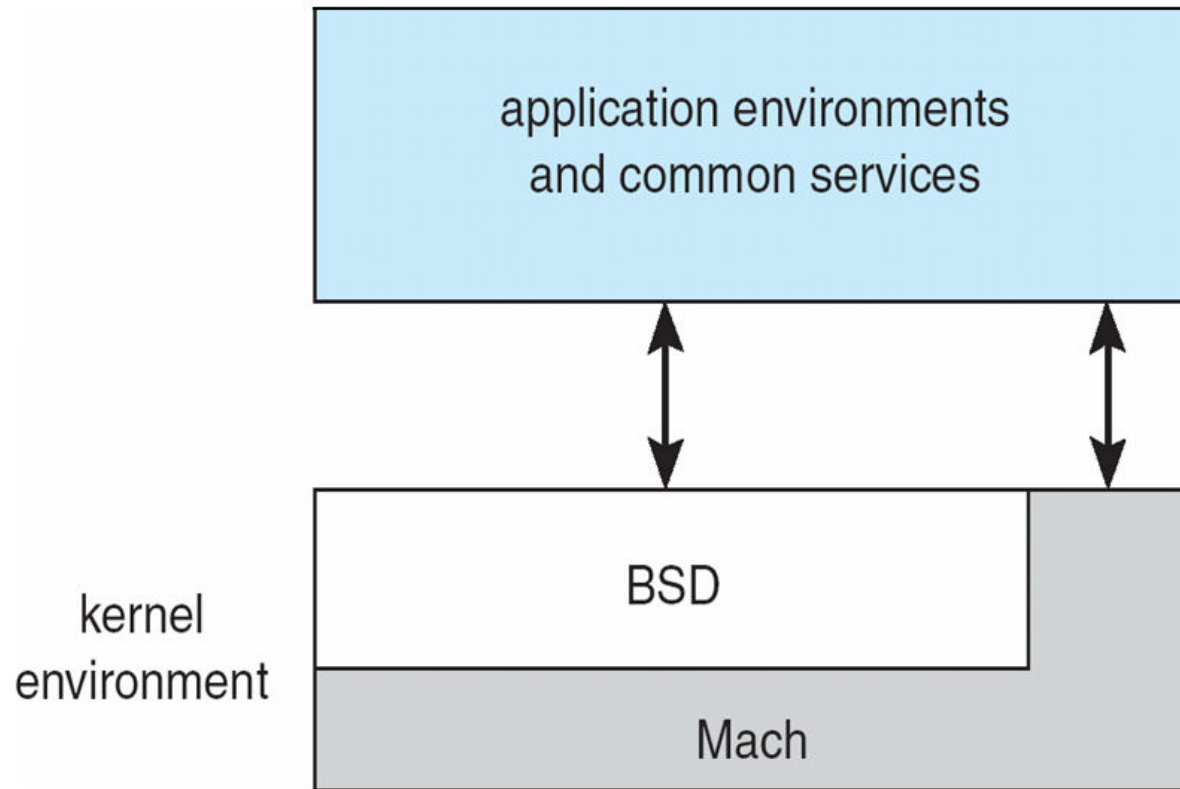 application environments
and common services
BSD
kernel
environment
Mach